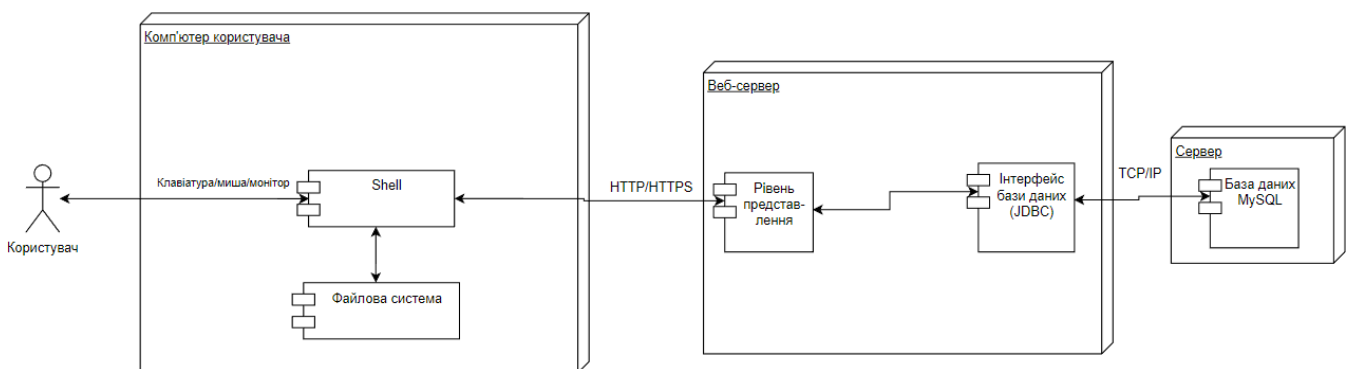 Комп'ютер користувача
Веб-сервер
Сервер
Клавіатура/миша/монітор
Shell
HTTP/HTTPS
Рівень
представ-
лення
Інтерфейс
бази даних
(JDBC)
TCP/IP
База даних
MySQL
Користувач
Файлова система